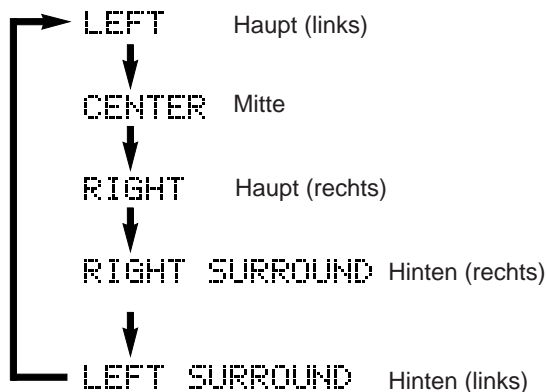 LEFT Haupt (links)
CENTER Mitte
RIGHT Haupt (rechts)
RIGHT SURROUND Hinten (rechts)
LEFT SURROUND Hinten (links)